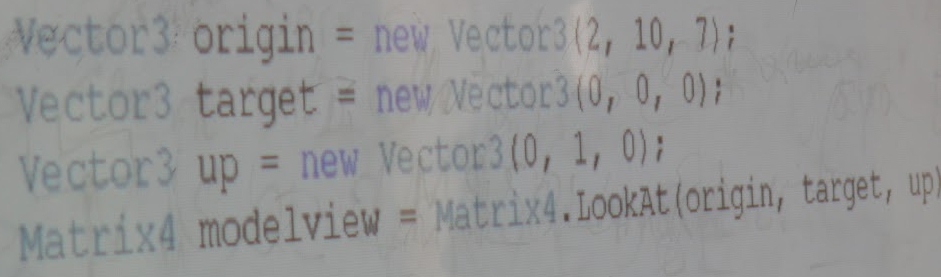 Vector3 origin = new Vector3(2, 10, 7);
Vector3 target = new Vector3(0, 0, 0);
Vector3 up = new Vector3(0, 1, 0);
Matrix4 modelview = Matrix4.LookAt(origin, target, up)